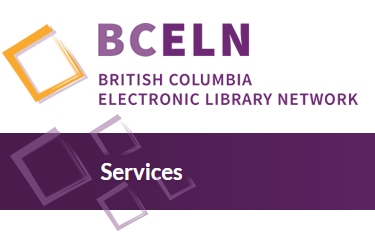 BCELN
BRITISH COLUMBIA
ELECTRONIC LIBRARY NETWORK
Services